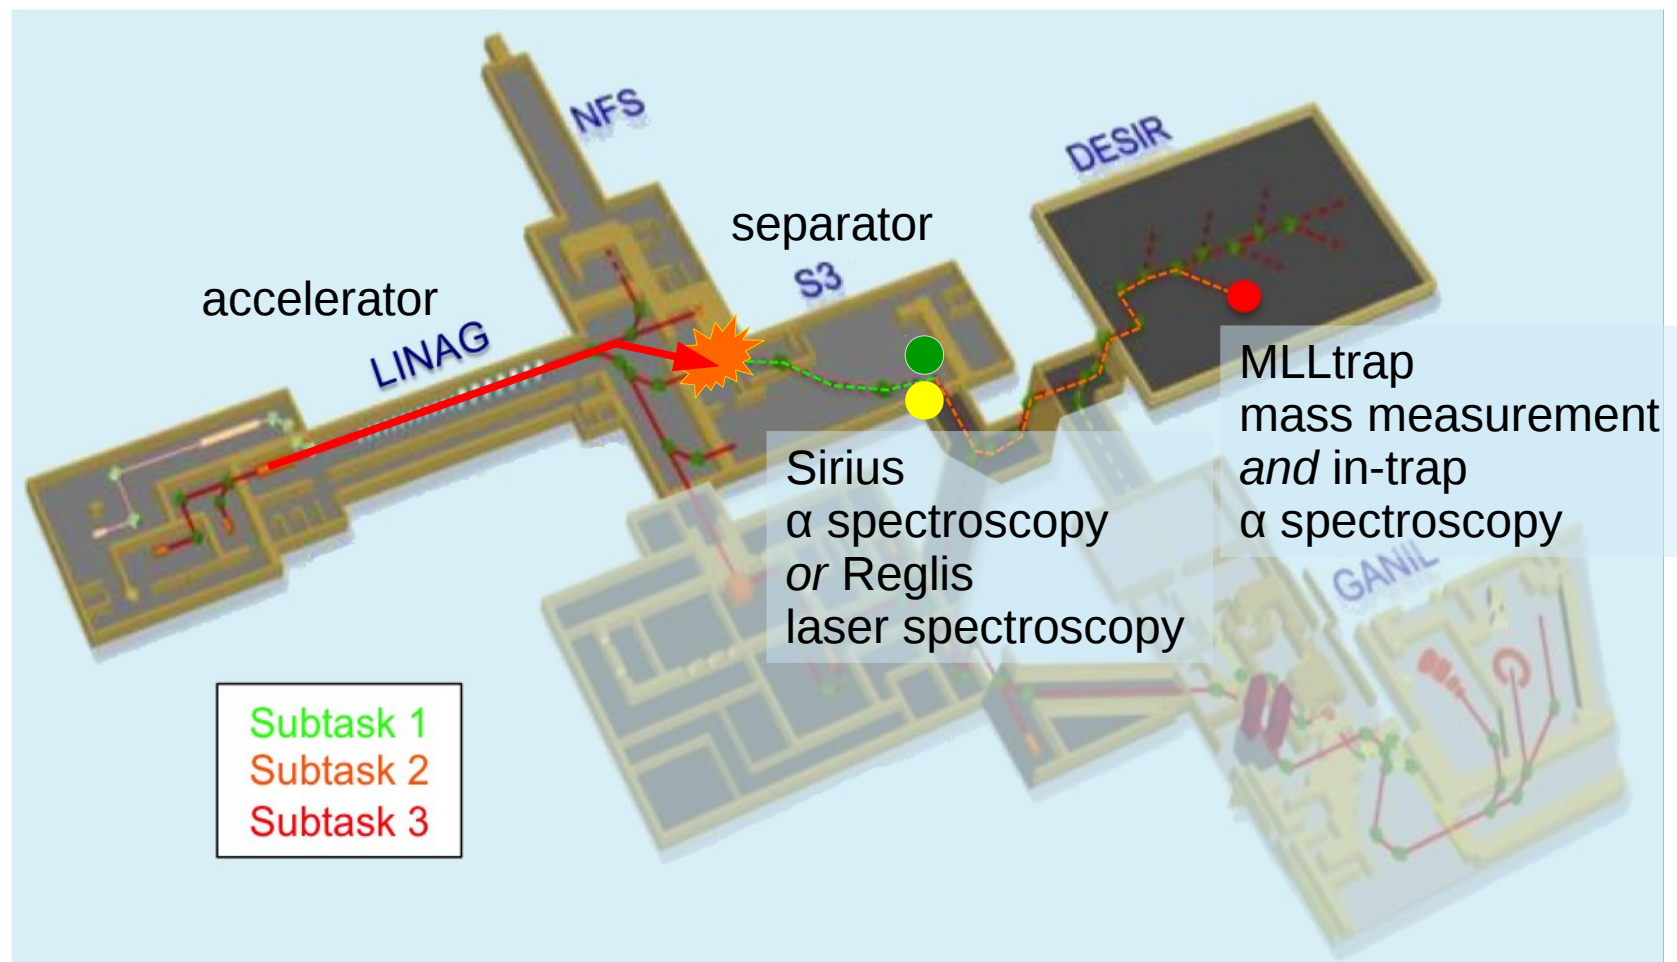 NFS
DESIR
separator
S3
accelerator
LINAG
MLLtrap
mass measurement
and in-trap
α spectroscopy
Sirius
α spectroscopy
or Reglis
laser spectroscopy
GANIL
Subtask 1
Subtask 2
Subtask 3